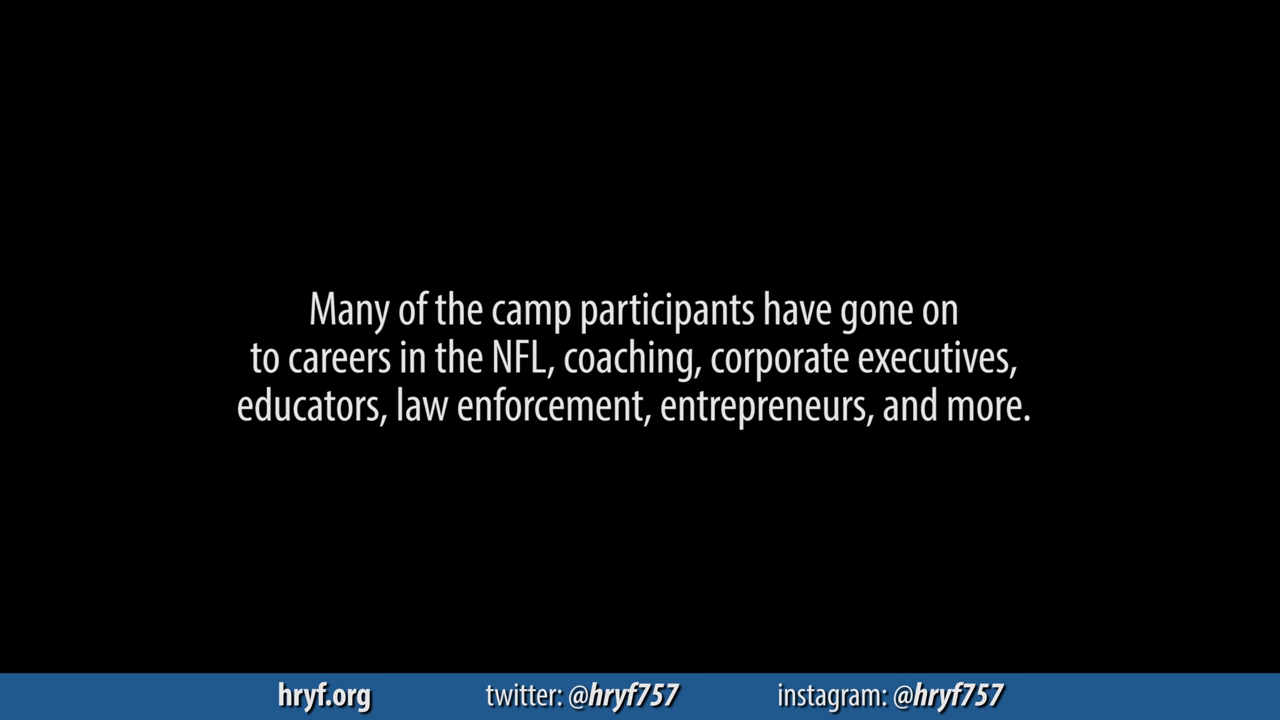 Many of the camp participants have gone on
to careers in the NFL, coaching, corporate executives,
educators, law enforcement, entrepreneurs, and more.
hryf.org twitter: @hryf757 instagram: @hryf757